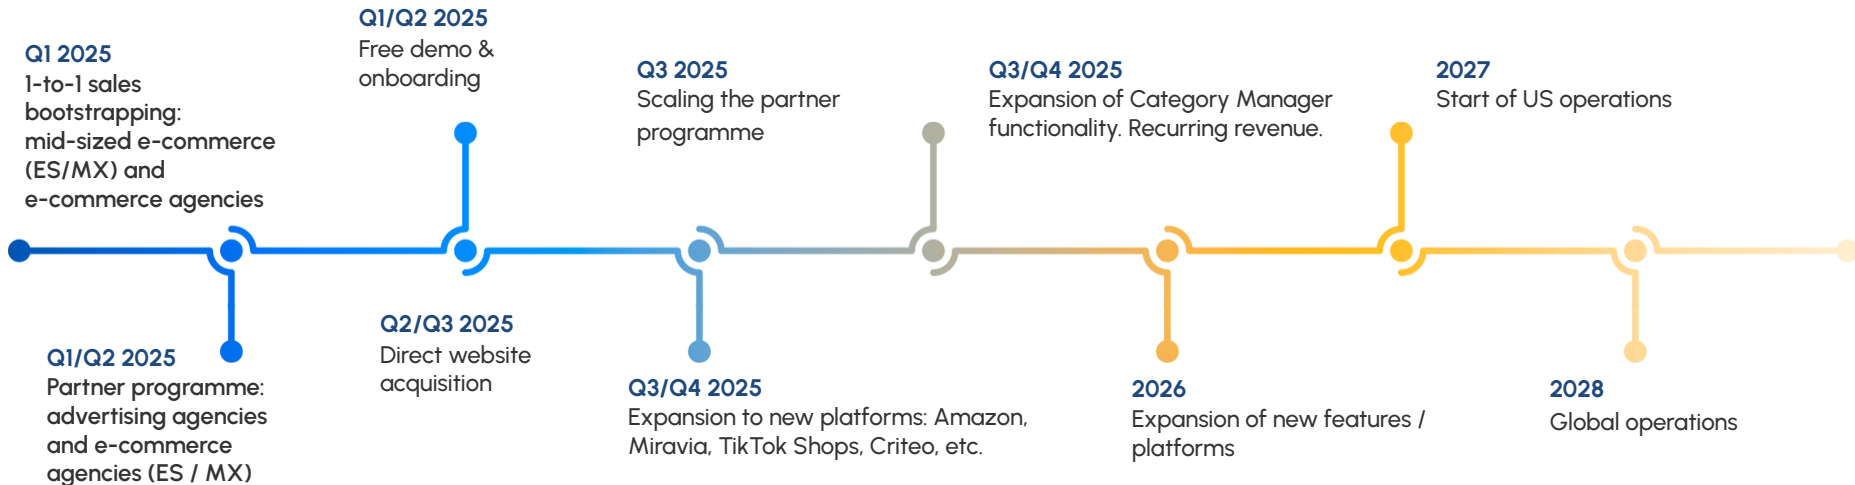 Q1 2025
1-to-1 sales
bootstrapping:
mid-sized e-commerce
(ES/MX) and
e-commerce agencies
Q1/Q2 2025
Partner programme:
advertising agencies
and e-commerce
agencies (ES / MX)
Q1/Q2 2025
Free demo &
onboarding
Q2/Q3 2025
Direct website
acquisition
Q3 2025
Scaling the partner
programme
Q3/Q4 2025
Expansion to new platforms: Amazon,
Miravia, TikTok Shops, Criteo, etc.
Q3/Q4 2025
Expansion of Category Manager
functionality. Recurring revenue.
2026
Expansion of new features /
platforms
2027
Start of US operations
2028
Global operations